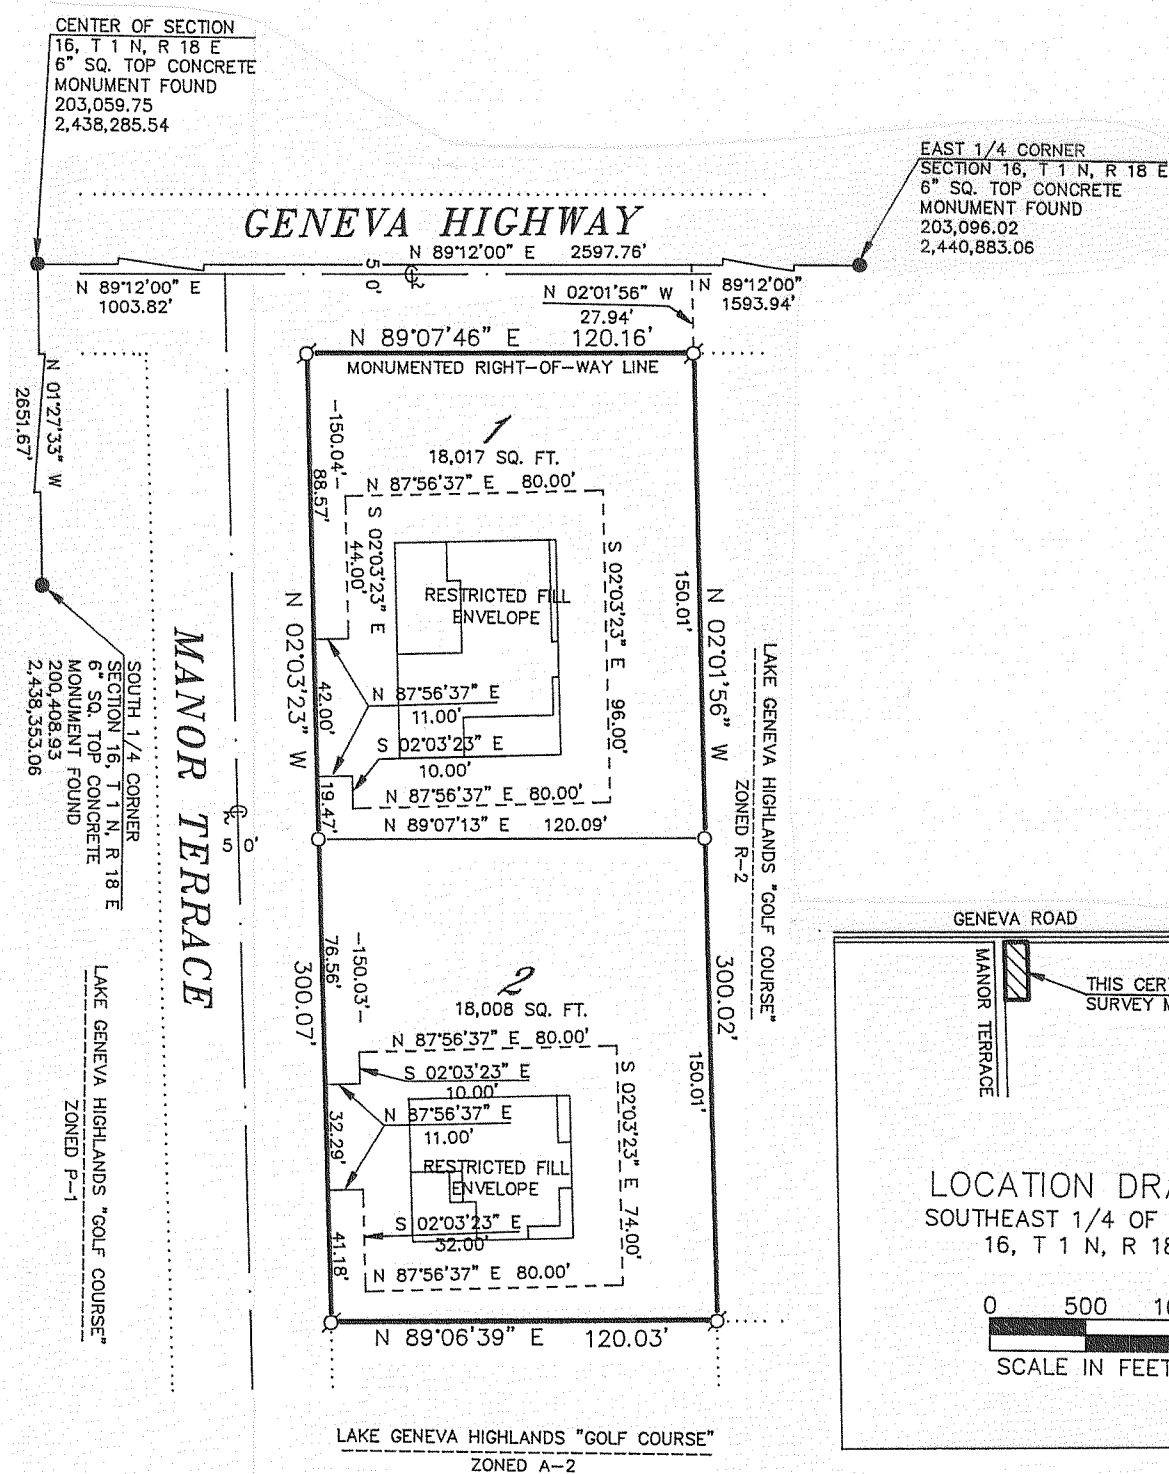 CENTER OF SECTION
16, T 1 N, R 18 E
6" SQ. TOP CONCRETE
MONUMENT FOUND
203,059.75
2,438,285.54
EAST 1/4 CORNER
SECTION 16, T 1 N, R 18 E
6" SQ. TOP CONCRETE
MONUMENT FOUND
203,096.02
2,440,883.06
GENEVA HIGHWAY
N 89°12'00" E 2597.76'
50'
N 89°12'00" E
1003.82'
N 02°01'56" W
27.94'
N 89°12'00"
1593.94'
N 89°07'46" E 120.16'
MONUMENTED RIGHT-OF-WAY LINE
N 01°27'33" W
2651.67'
1
18,017 SQ. FT.
-150.04'-
88.57'
N 87°56'37" E 80.00'
S 02°03'23" E
44.00'
RESTRICTED FILL
ENVELOPE
S 02°03'23" E 96.00'
150.01'
N 02°01'56" W
N 02°03'23" W
42.00'
N 87°56'37" E
11.00'
S 02°03'23" E
10.00'
N 87°56'37" E 80.00'
19.47'
N 89°07'13" E 120.09'
LAKE GENEVA HIGHLANDS "GOLF COURSE"
ZONED R-2
SOUTH 1/4 CORNER
SECTION 16, T 1 N, R 18 E
6" SQ. TOP CONCRETE
MONUMENT FOUND
200,408.93
2,438,353.06
MANOR TERRACE
50'
2
18,008 SQ. FT.
-150.03'-
76.56'
300.07'
N 87°56'37" E 80.00'
S 02°03'23" E
10.00'
N 87°56'37" E
11.00'
32.29'
RESTRICTED FILL
ENVELOPE
S 02°03'23" E 74.00'
150.01'
300.02'
S 02°03'23" E
32.00'
41.18'
N 87°56'37" E 80.00'
N 89°06'39" E 120.03'
LAKE GENEVA HIGHLANDS "GOLF COURSE"
ZONED P-1
LAKE GENEVA HIGHLANDS "GOLF COURSE"
ZONED A-2
GENEVA ROAD
MANOR TERRACE
THIS CER
SURVEY M
LOCATION DRA
SOUTHEAST 1/4 OF
16, T 1 N, R 18
0 500 10
SCALE IN FEET